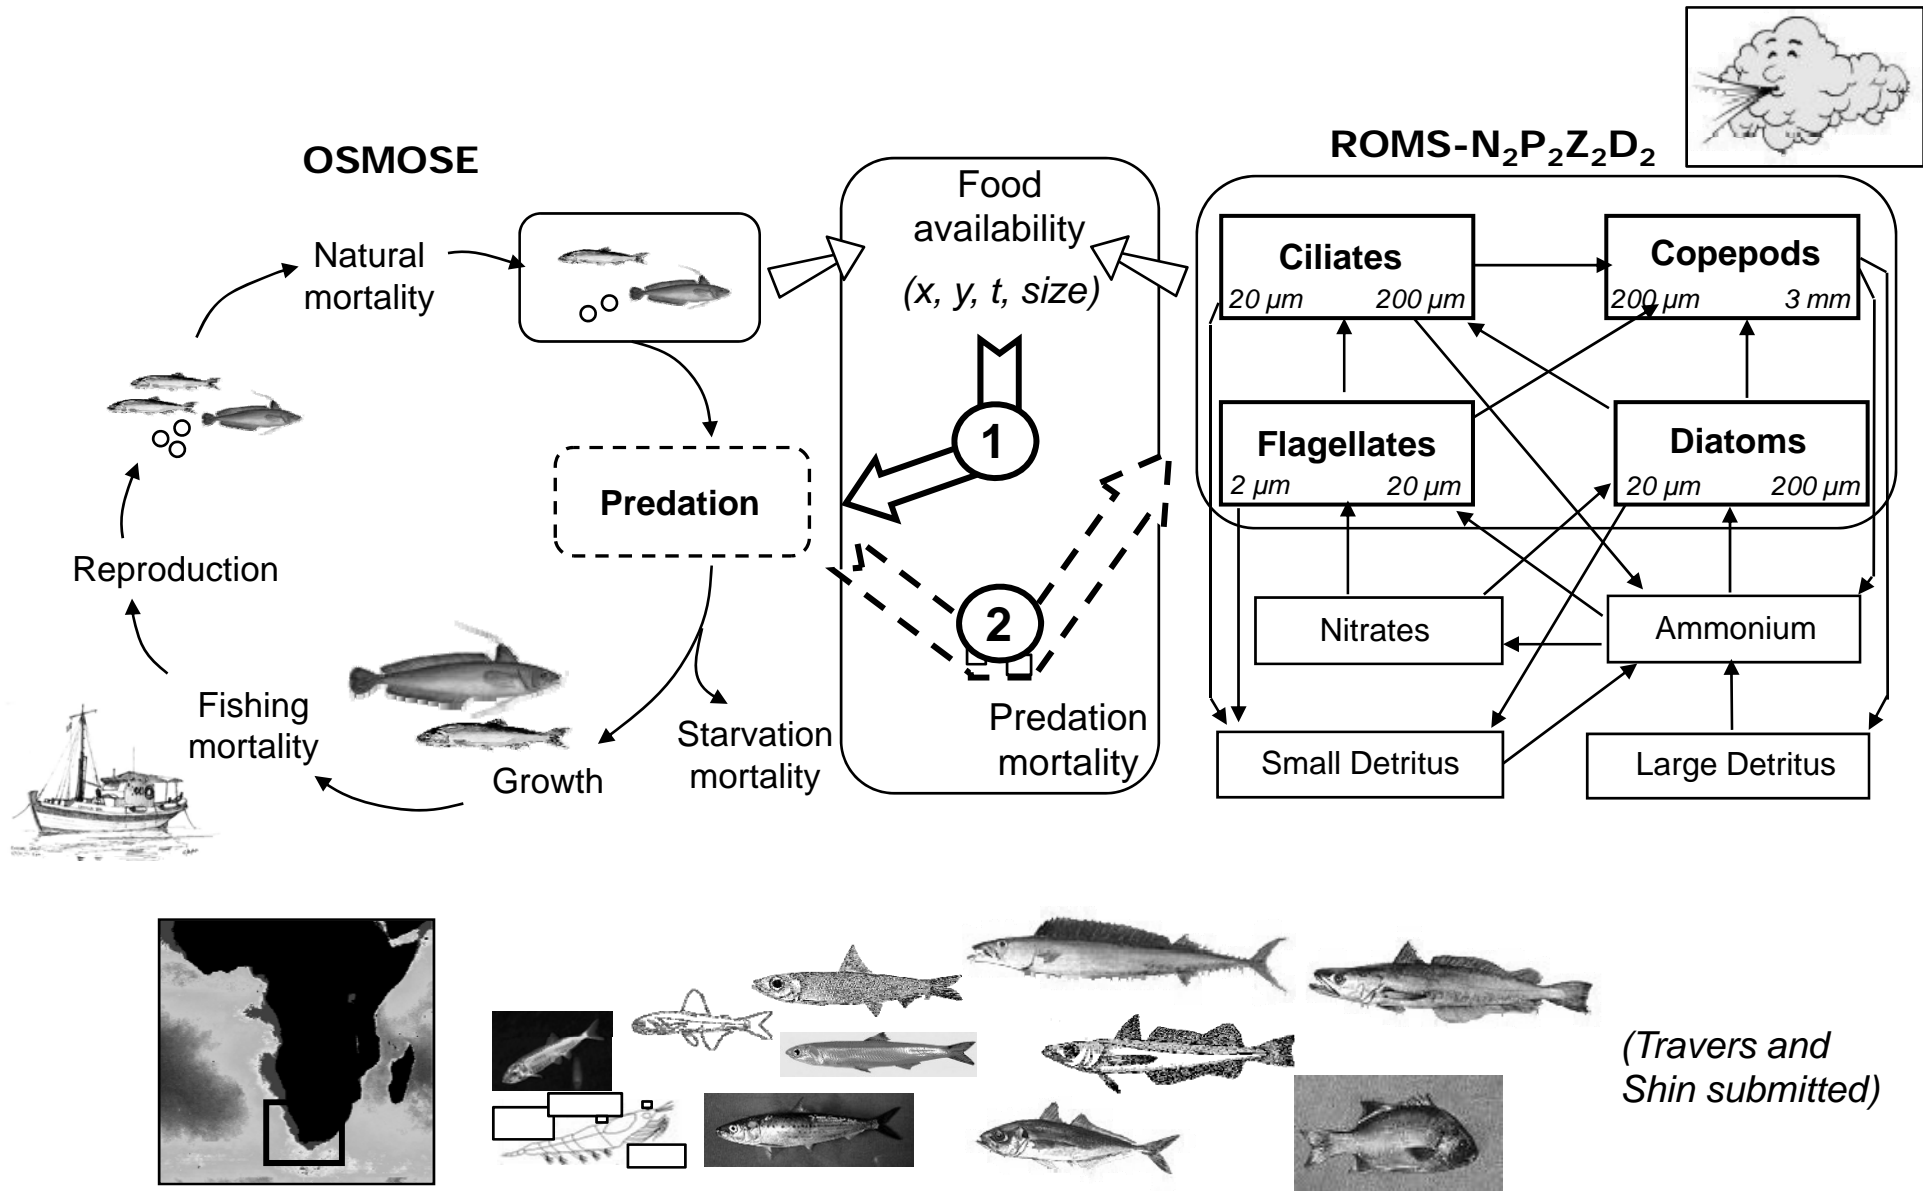 OSMOSE
ROMS-N₂P₂Z₂D₂
Natural
mortality
Food
availability
(x, y, t, size)
Ciliates
20 µm 200 µm
Copepods
200 µm 3 mm
1
Flagellates
2 µm 20 µm
Diatoms
20 µm 200 µm
Predation
Reproduction
2
Nitrates
Ammonium
Fishing
mortality
Growth
Starvation
mortality
Predation
mortality
Small Detritus
Large Detritus
(Travers and
Shin submitted)